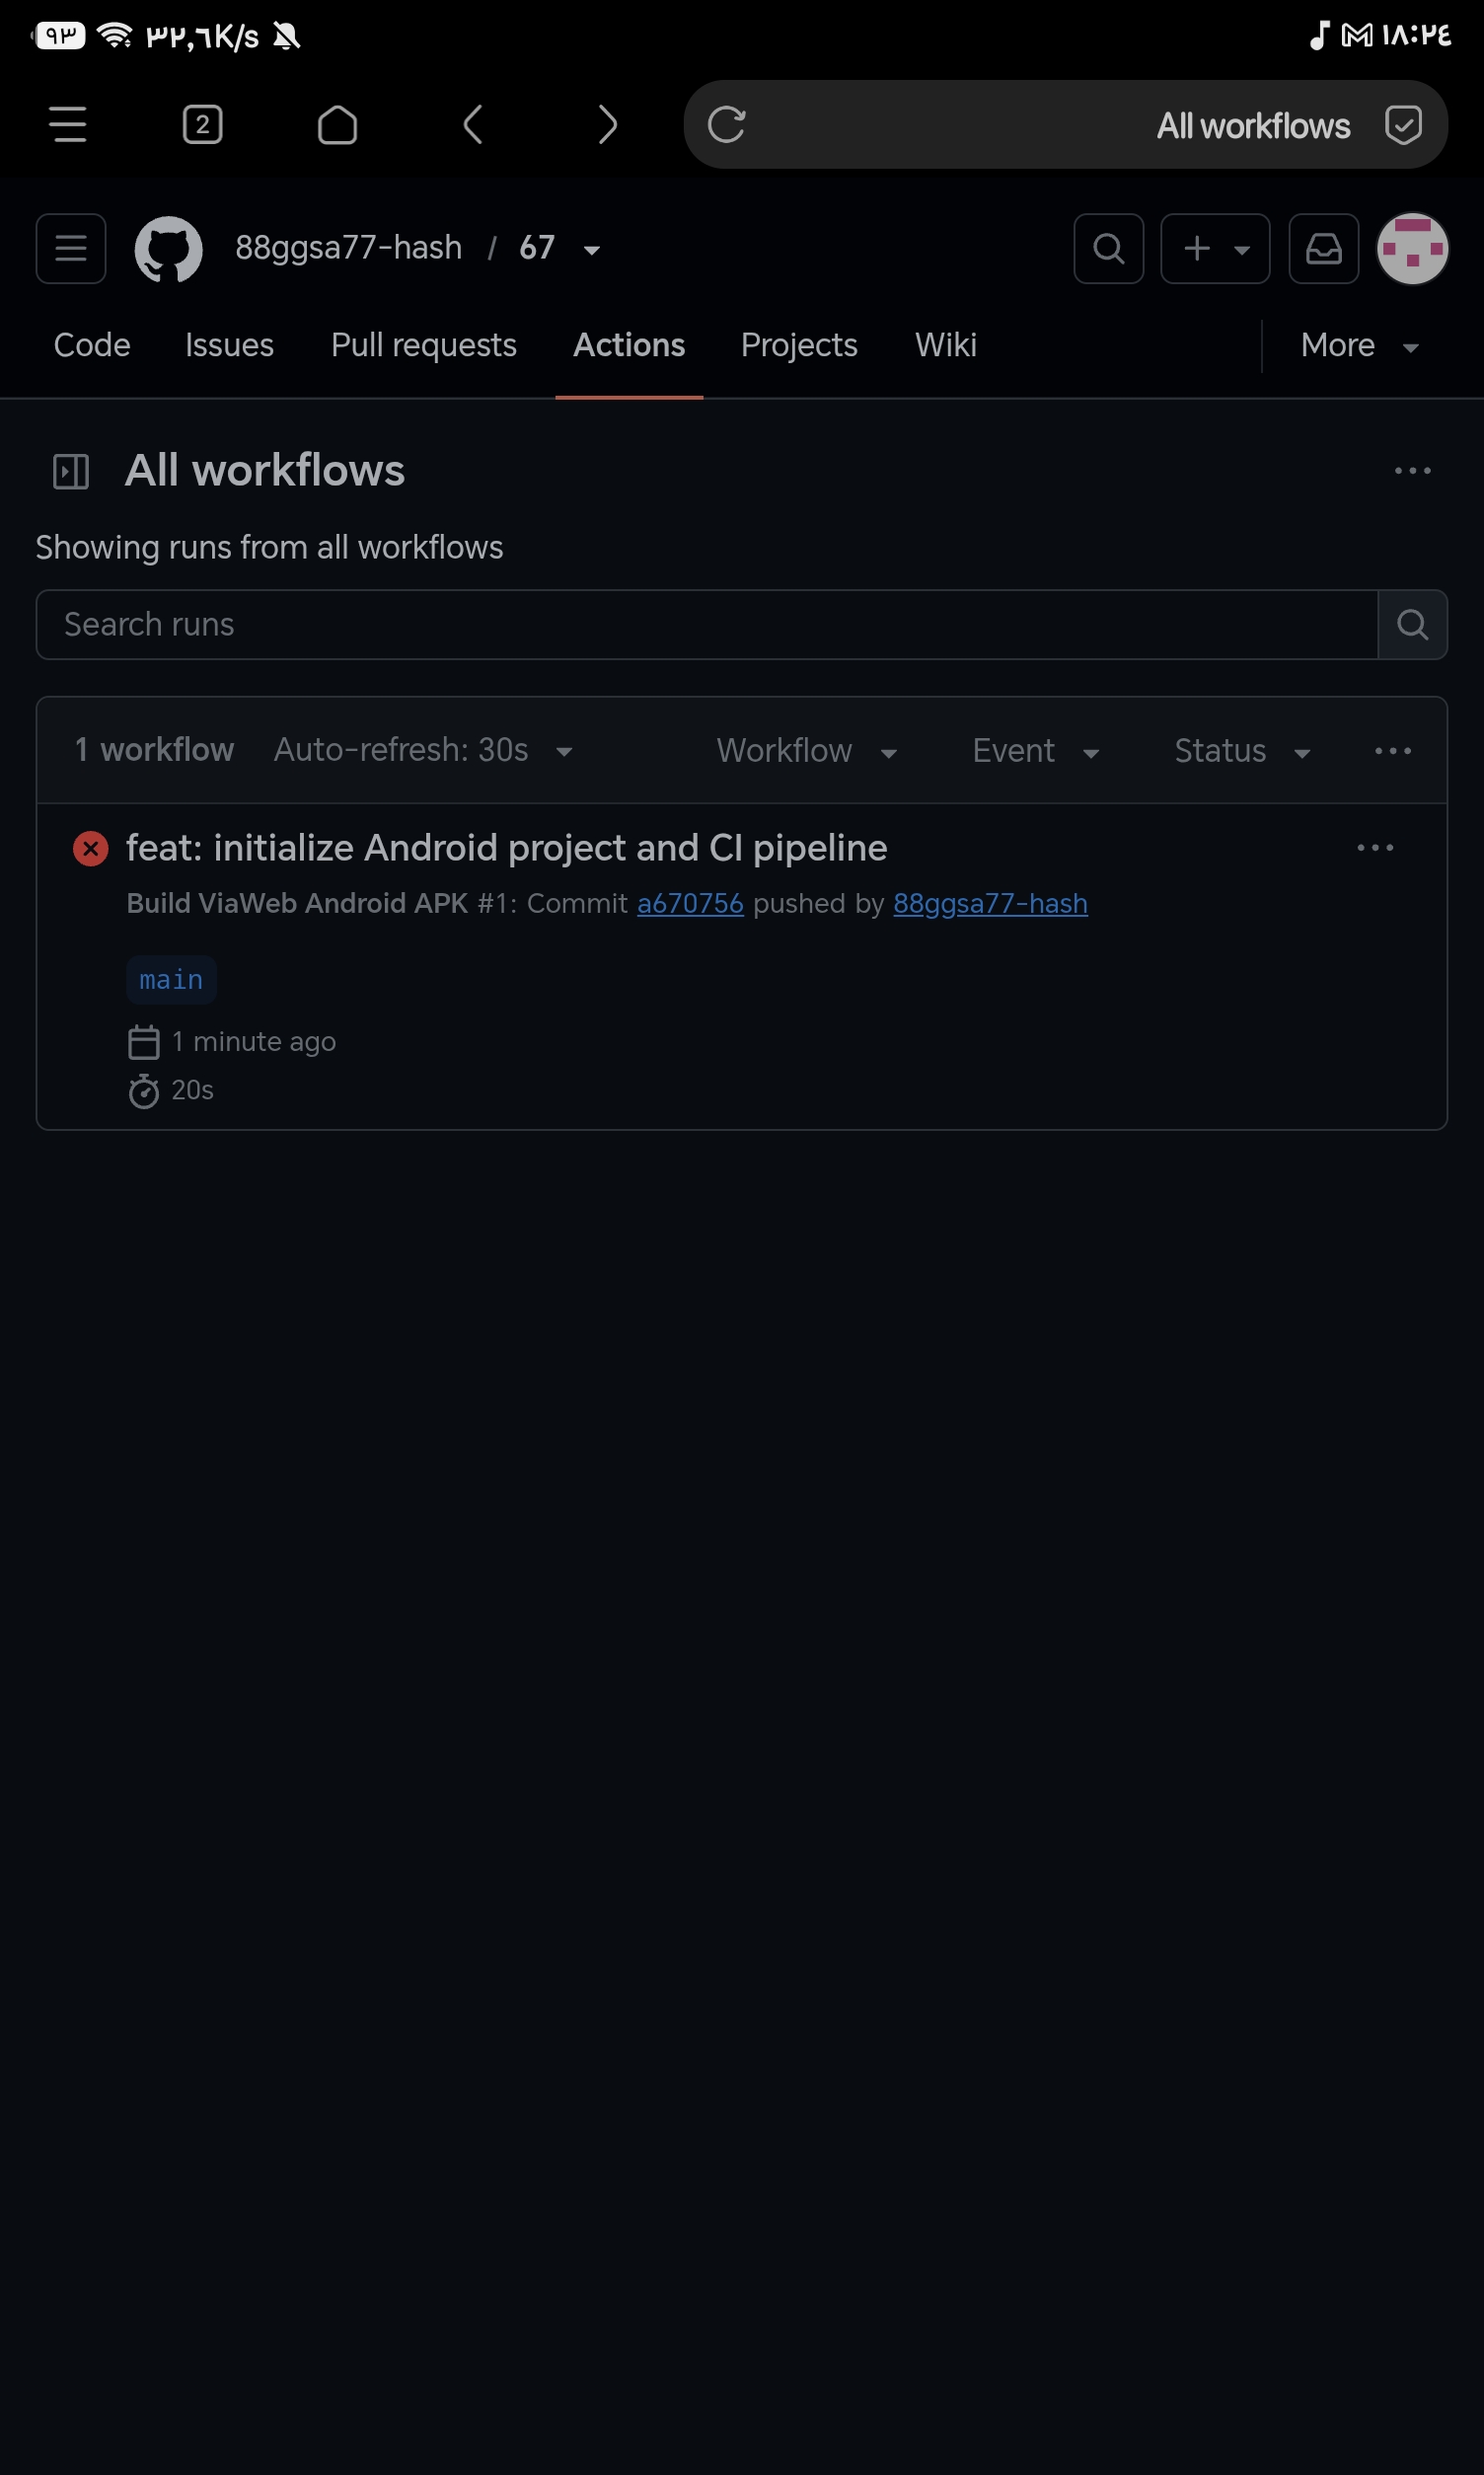 ٩٣ ٣٢,٦K/s ١٨:٢٤
2 All workflows
88ggsa77-hash / 67
Code Issues Pull requests Actions Projects Wiki More
All workflows
Showing runs from all workflows
Search runs
1 workflow Auto-refresh: 30s Workflow Event Status
feat: initialize Android project and CI pipeline
Build ViaWeb Android APK #1: Commit a670756 pushed by 88ggsa77-hash
main
1 minute ago
20s